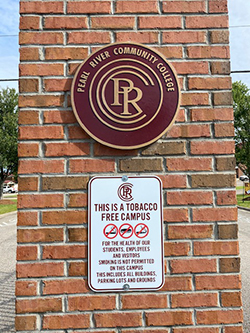 PEARL RIVER COMMUNITY COLLEGE
PR
THIS IS A TOBACCO
FREE CAMPUS
FOR THE HEALTH OF OUR
STUDENTS, EMPLOYEES
AND VISITORS
SMOKING IS NOT PERMITTED
ON THIS CAMPUS
THIS INCLUDES ALL BUILDINGS,
PARKING LOTS AND GROUNDS